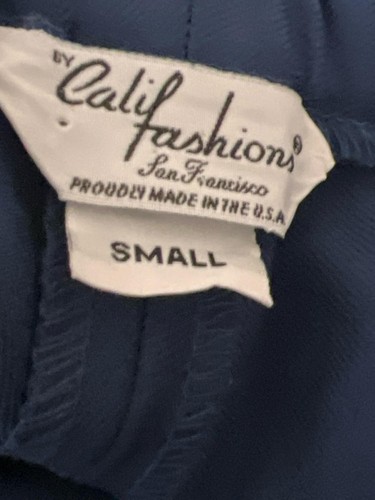 BY
Calif
fashions®
San Francisco
PROUDLY MADE IN THE U.S.A.
SMALL